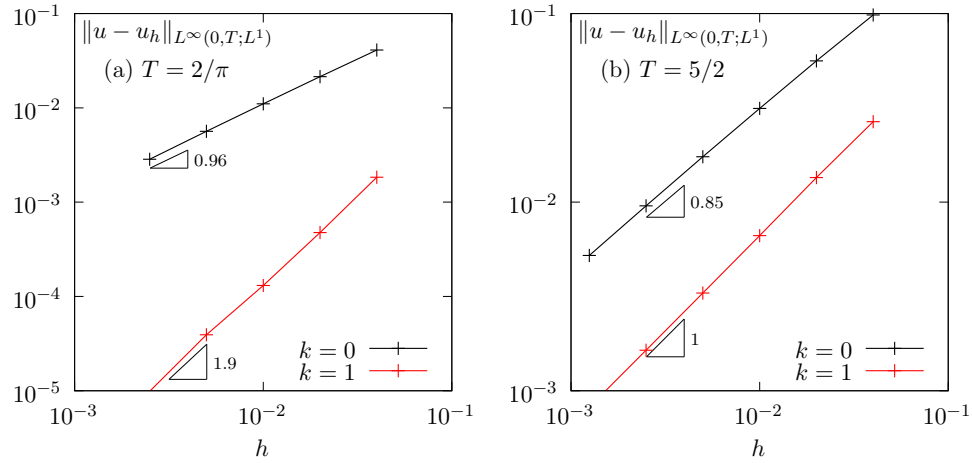 10^{-1}
10^{-2}
10^{-3}
10^{-4}
10^{-5}
‖u − u_h‖_{L^∞(0,T;L^1)}
(a) T = 2/π
0.96
1.9
k = 0
k = 1
10^{-3} 10^{-2} 10^{-1}
h
10^{-1}
10^{-2}
10^{-3}
‖u − u_h‖_{L^∞(0,T;L^1)}
(b) T = 5/2
0.85
1
k = 0
k = 1
10^{-3} 10^{-2} 10^{-1}
h